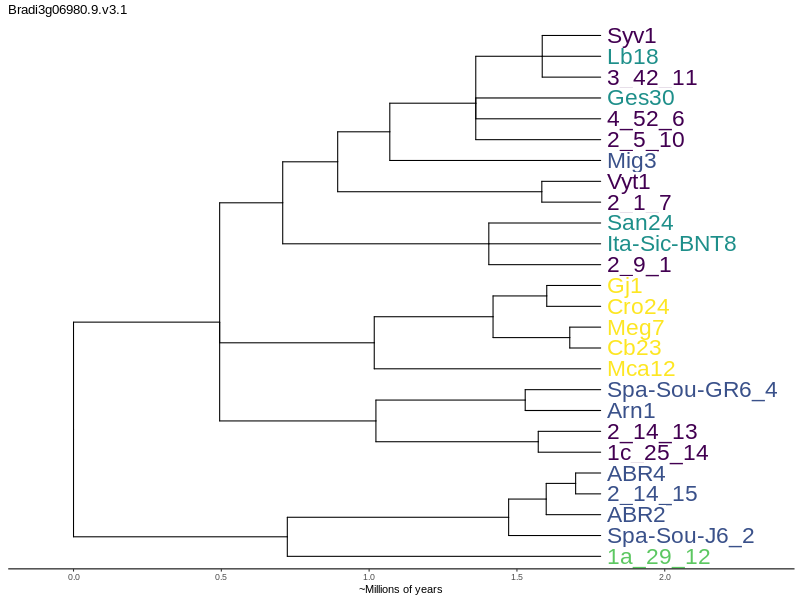 Bradi3g06980.9.v3.1
Syv1
Lb18
3_42_11
Ges30
4_52_6
2_5_10
Mig3
Vyt1
2_1_7
San24
Ita-Sic-BNT8
2_9_1
Gj1
Cro24
Meg7
Cb23
Mca12
Spa-Sou-GR6_4
Arn1
2_14_13
1c_25_14
ABR4
2_14_15
ABR2
Spa-Sou-J6_2
1a_29_12
0.0 0.5 1.0 1.5 2.0
~Millions of years